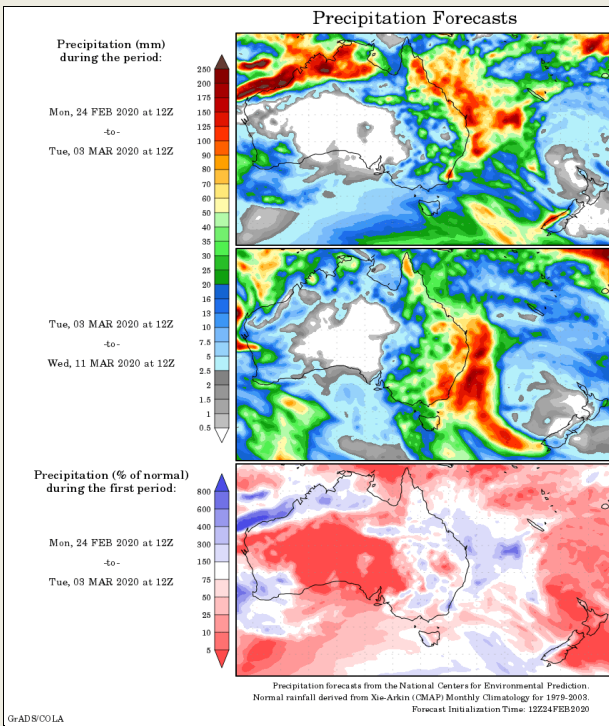 Precipitation Forecasts
Precipitation (mm)
during the period:
Mon, 24 FEB 2020 at 12Z
-to-
Tue, 03 MAR 2020 at 12Z
250
200
175
150
125
100
90
80
70
60
50
40
35
30
25
20
16
13
10
7.5
5
2.5
2
1.5
1
0.5
Tue, 03 MAR 2020 at 12Z
-to-
Wed, 11 MAR 2020 at 12Z
Precipitation (% of normal)
during the first period:
Mon, 24 FEB 2020 at 12Z
-to-
Tue, 03 MAR 2020 at 12Z
800
600
400
300
150
75
50
25
10
5
Precipitation forecasts from the National Centers for Environmental Prediction.
Normal rainfall derived from Xie-Arkin (CMAP) Monthly Climatology for 1979-2003.
Forecast Initialization Time: 12Z24FEB2020
GrADS/COLA